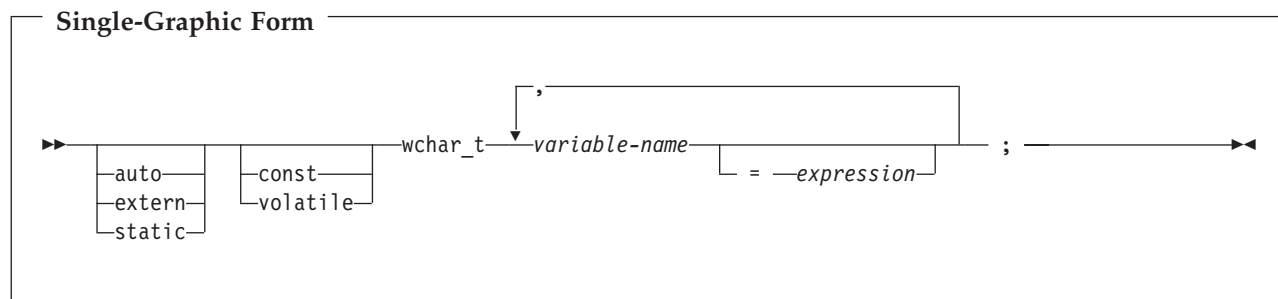 Single-Graphic Form
,
wchar_t variable-name ;
auto const = expression
extern volatile
static